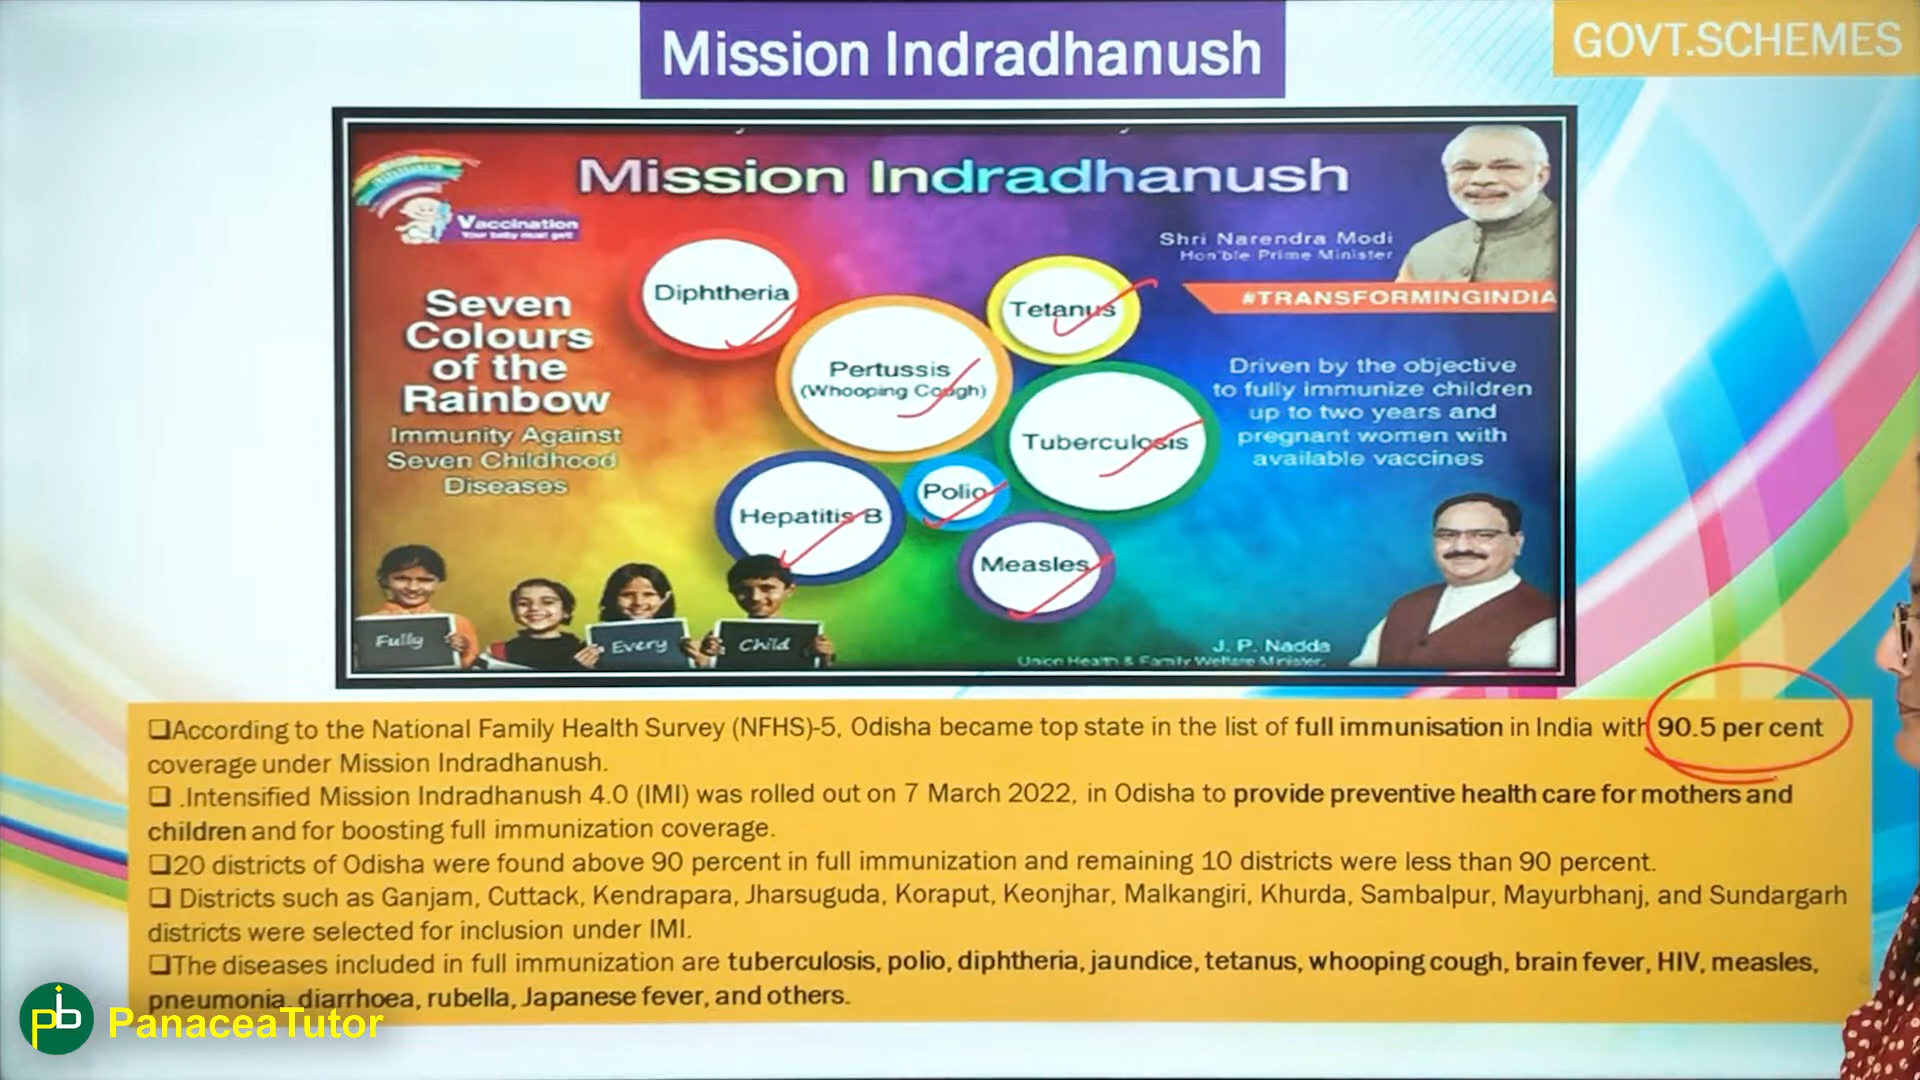 Mission Indradhanush
GOVT.SCHEMES
Mission Indradhanush
Vaccination
Your baby must get!
Shri Narendra Modi
Hon'ble Prime Minister
#TRANSFORMINGINDIA
Seven
Colours
of the
Rainbow
Immunity Against
Seven Childhood
Diseases
Diphtheria
Tetanus
Pertussis
(Whooping Cough)
Tuberculosis
Polio
Hepatitis B
Measles
Driven by the objective
to fully immunize children
up to two years and
pregnant women with
available vaccines
Fully
Every
Child
J. P. Nadda
Union Health & Family Welfare Minister.
❑According to the National Family Health Survey (NFHS)-5, Odisha became top state in the list of full immunisation in India with 90.5 per cent
coverage under Mission Indradhanush.
❑ .Intensified Mission Indradhanush 4.0 (IMI) was rolled out on 7 March 2022, in Odisha to provide preventive health care for mothers and
children and for boosting full immunization coverage.
❑20 districts of Odisha were found above 90 percent in full immunization and remaining 10 districts were less than 90 percent.
❑ Districts such as Ganjam, Cuttack, Kendrapara, Jharsuguda, Koraput, Keonjhar, Malkangiri, Khurda, Sambalpur, Mayurbhanj, and Sundargarh
districts were selected for inclusion under IMI.
❑The diseases included in full immunization are tuberculosis, polio, diphtheria, jaundice, tetanus, whooping cough, brain fever, HIV, measles,
pneumonia, diarrhoea, rubella, Japanese fever, and others.
pb PanaceaTutor